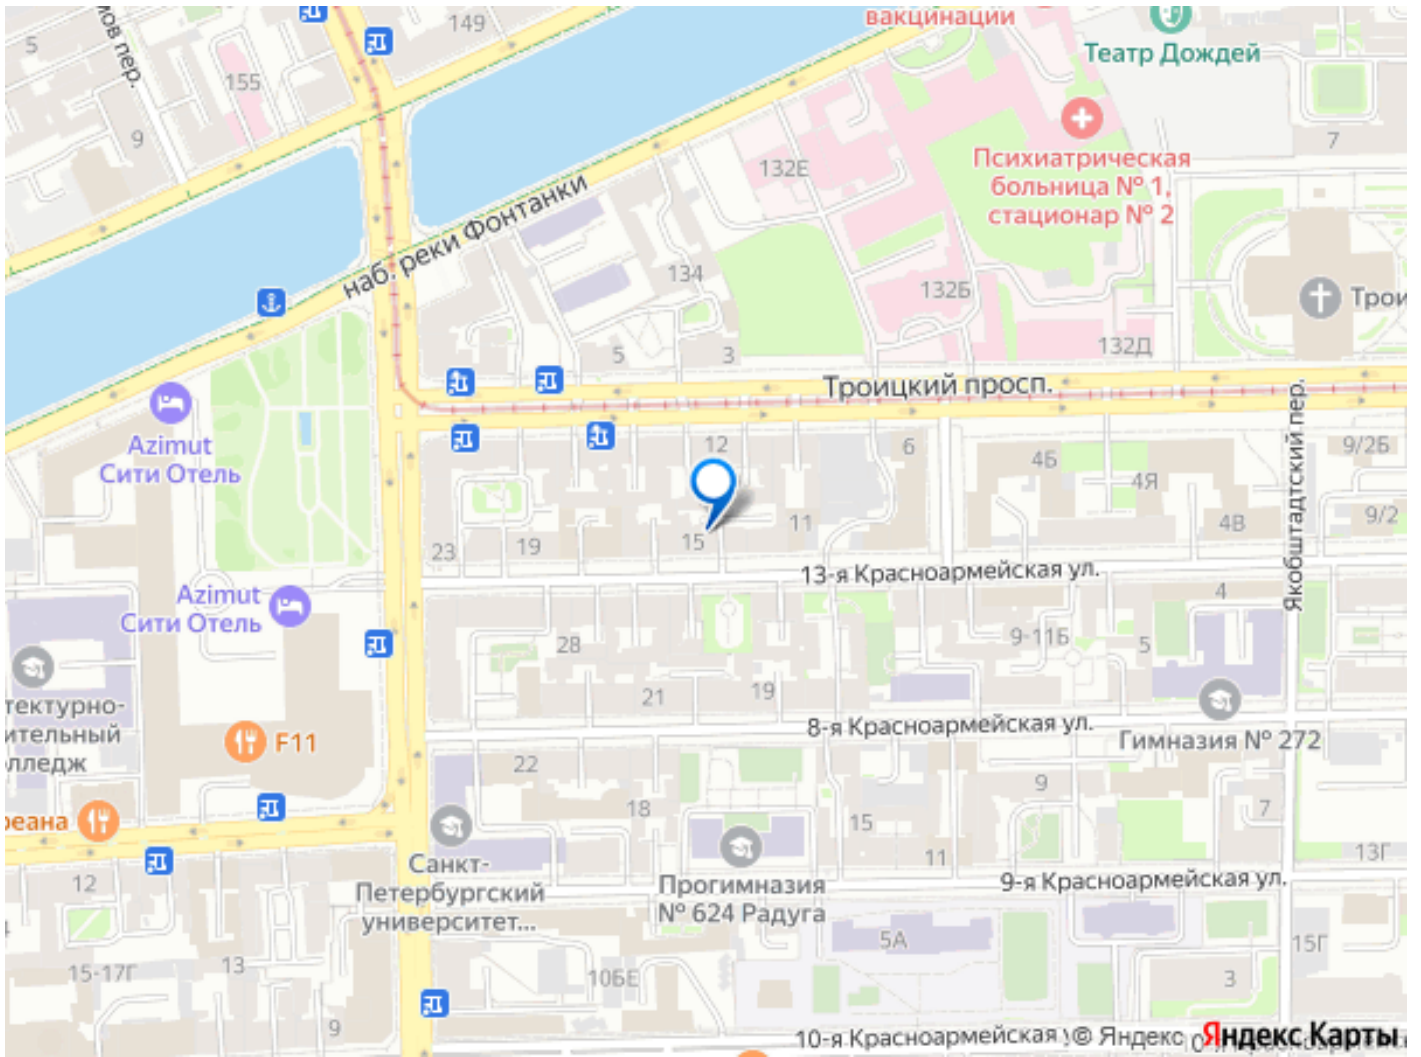 149
вакцинации
5
мов пер.
155
Театр Дождей
9
7
132Е
Психиатрическая
больница № 1,
стационар № 2
наб. реки Фонтанки
134
132Б
Трои
132Д
5
3
Троицкий просп.
Azimut
Сити Отель
12
6
4Б
4Я
9/2Б
Якобштадтский пер.
11
4В
9/2
23
19
15
13-я Красноармейская ул.
Azimut
Сити Отель
4
28
9-11Б
5
21
19
тектурно-
ительный
лледж
8-я Красноармейская ул.
Гимназия № 272
F11
22
9
18
7
реана
15
11
13Г
Санкт-
Петербургский
университет...
Прогимназия
№ 624 Радуга
9-я Красноармейская ул.
12
5А
15Г
15-17Г
13
10БЕ
3
9
10-я Красноармейская у
© Яндекс
Яндекс Карты